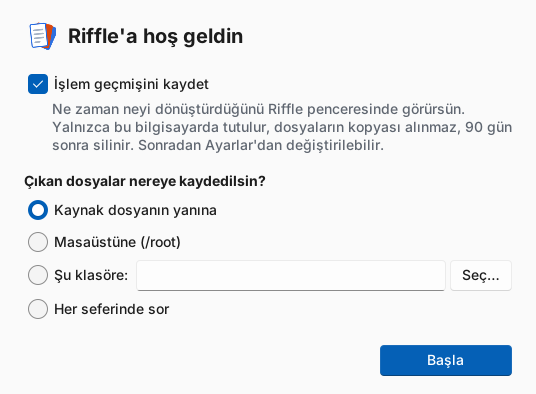 Riffle'a hoş geldin
İşlem geçmişini kaydet
Ne zaman neyi dönüştürdüğünü Riffle penceresinde görürsün.
Yalnızca bu bilgisayarda tutulur, dosyaların kopyası alınmaz, 90 gün
sonra silinir. Sonradan Ayarlar'dan değiştirilebilir.
Çıkan dosyalar nereye kaydedilsin?
Kaynak dosyanın yanına
Masaüstüne (/root)
Şu klasöre: Seç...
Her seferinde sor
Başla